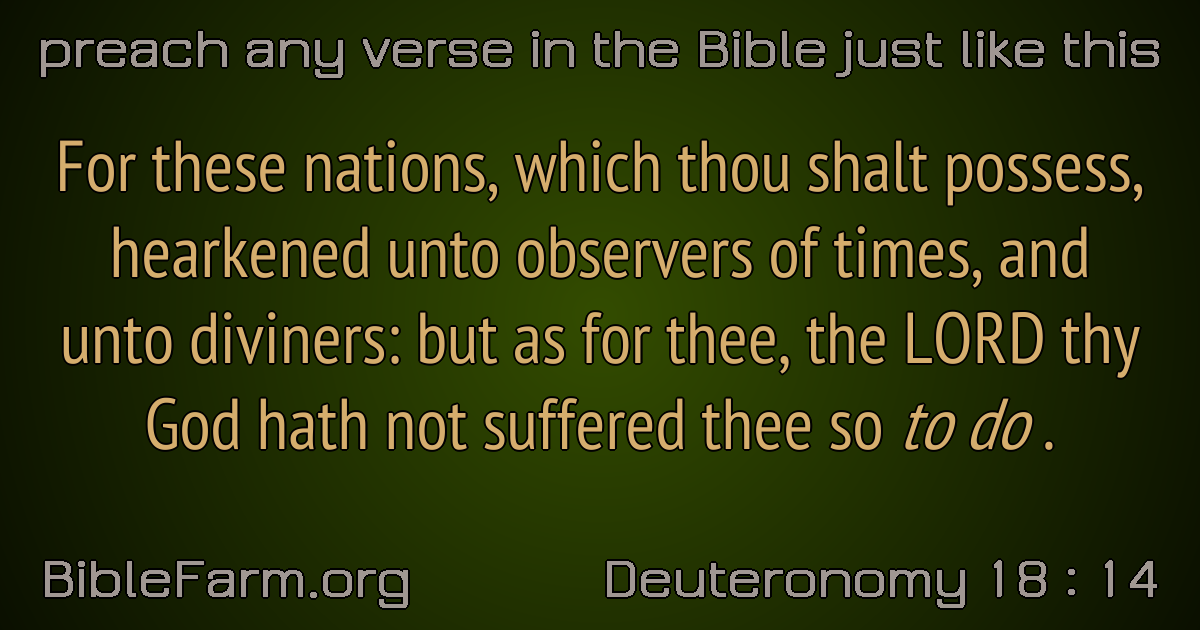 preach any verse in the Bible just like this
For these nations, which thou shalt possess,
hearkened unto observers of times, and
unto diviners: but as for thee, the LORD thy
God hath not suffered thee so to do .
BibleFarm.org
Deuteronomy 18 : 14